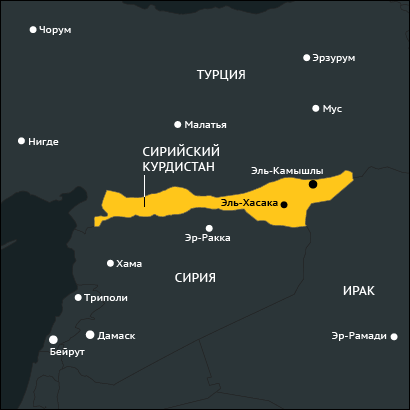 Чорум
Эрзурум
ТУРЦИЯ
Мус
Малатья
Нигде
СИРИЙСКИЙ
КУРДИСТАН
Эль-Камышлы
Эль-Хасака
Эр-Ракка
Хама
СИРИЯ
ИРАК
Триполи
Дамаск
Эр-Рамади
Бейрут